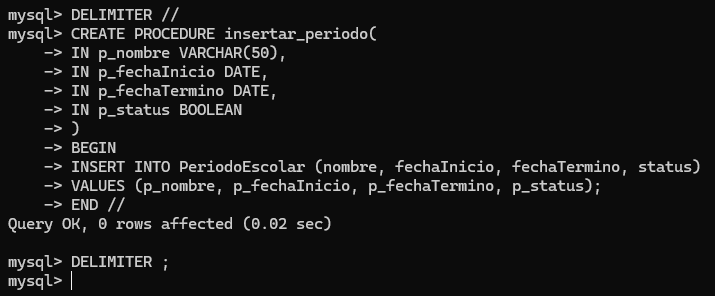 mysql> DELIMITER //
mysql> CREATE PROCEDURE insertar_periodo(
    -> IN p_nombre VARCHAR(50),
    -> IN p_fechaInicio DATE,
    -> IN p_fechaTermino DATE,
    -> IN p_status BOOLEAN
    -> )
    -> BEGIN
    -> INSERT INTO PeriodoEscolar (nombre, fechaInicio, fechaTermino, status)
    -> VALUES (p_nombre, p_fechaInicio, p_fechaTermino, p_status);
    -> END //
Query OK, 0 rows affected (0.02 sec)

mysql> DELIMITER ;
mysql>